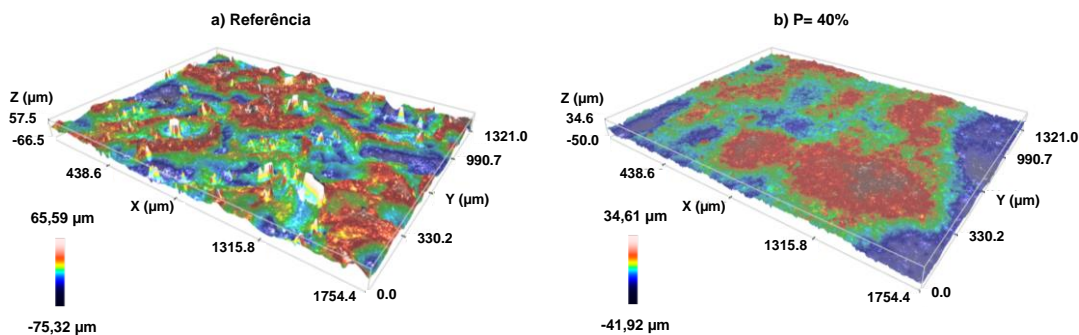 a) Referência
Z (µm)
57.5
-66.5
438.6
X (µm)
1315.8
1754.4
0.0
330.2
Y (µm)
990.7
1321.0
65,59 µm
-75,32 µm
b) P= 40%
Z (µm)
34.6
-50.0
438.6
X (µm)
1315.8
1754.4
0.0
330.2
Y (µm)
990.7
1321.0
34,61 µm
-41,92 µm